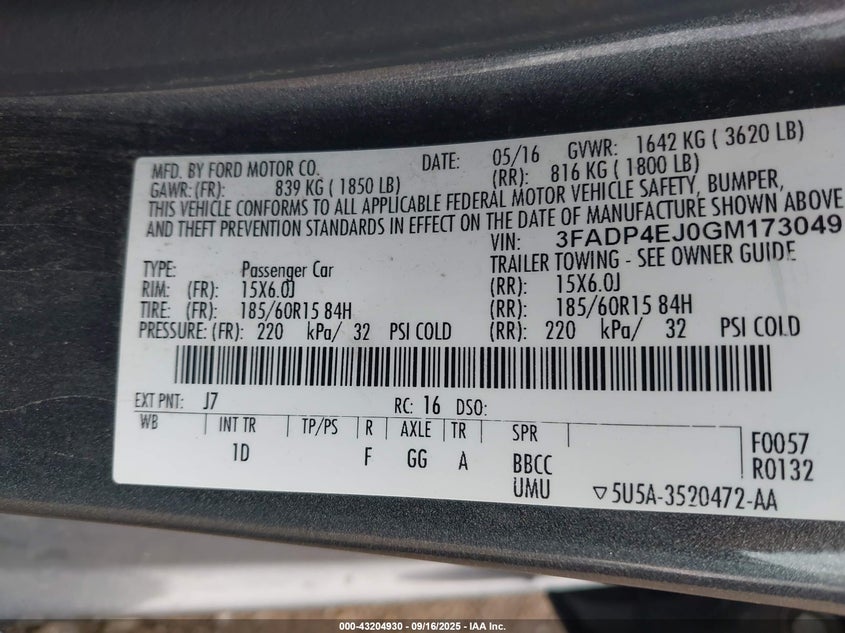 MFD. BY FORD MOTOR CO. DATE: 05/16 GVWR: 1642 KG ( 3620 LB)
GAWR: (FR): 839 KG ( 1850 LB) (RR): 816 KG ( 1800 LB)
THIS VEHICLE CONFORMS TO ALL APPLICABLE FEDERAL MOTOR VEHICLE SAFETY, BUMPER,
AND THEFT PREVENTION STANDARDS IN EFFECT ON THE DATE OF MANUFACTURE SHOWN ABOVE
VIN: 3FADP4EJ0GM173049
TYPE: Passenger Car TRAILER TOWING - SEE OWNER GUIDE
RIM: (FR): 15X6.0J (RR): 15X6.0J
TIRE: (FR): 185/60R15 84H (RR): 185/60R15 84H
PRESSURE: (FR): 220 kPa/ 32 PSI COLD (RR): 220 kPa/ 32 PSI COLD
EXT PNT: J7 RC: 16 DSO:
WB INT TR TP/PS R AXLE TR SPR F0057
1D F GG A BBCC R0132
UMU ▽5U5A-3520472-AA
000-43204930 - 09/16/2025 - IAA Inc.